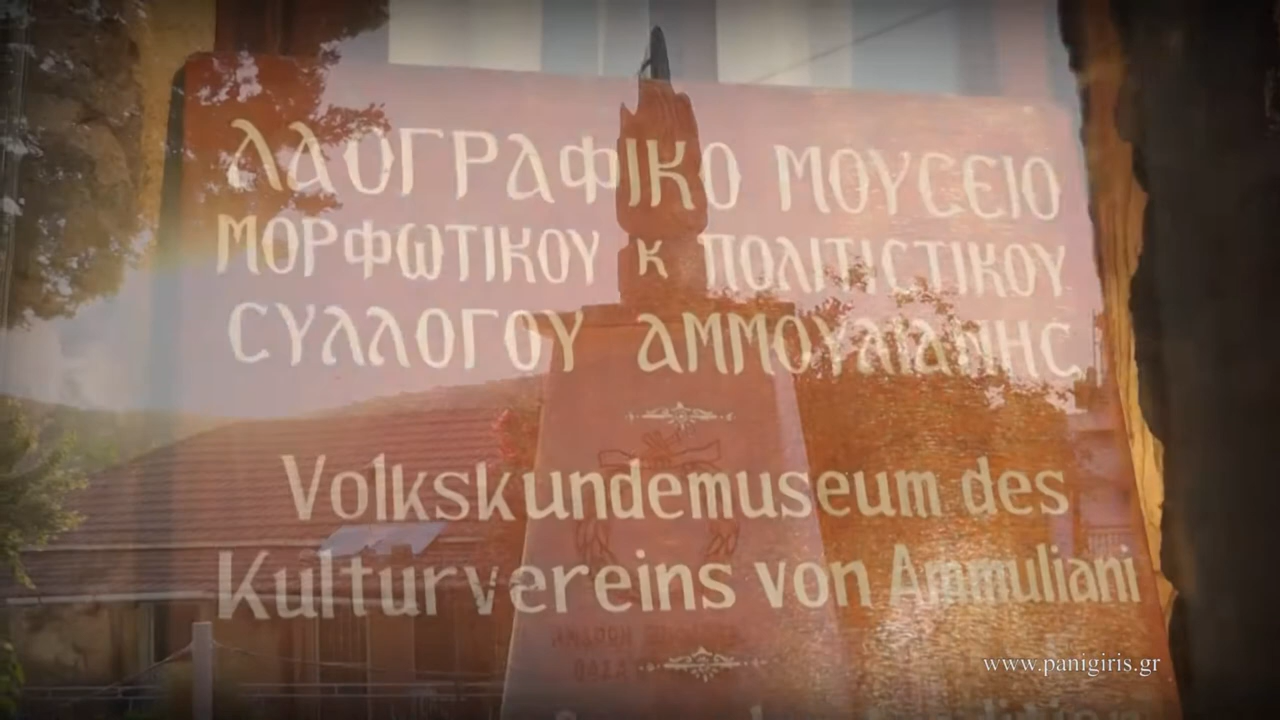 ΛΑΟΓΡΑΦΙΚΟ ΜΟΥΣΕΙΟ
ΜΟΡΦΩΤΙΚΟΥ Κ ΠΟΛΙΤΙΣΤΙΚΟΥ
ΣΥΛΛΟΓΟΥ ΑΜΜΟΥΛΙΑΝΗΣ
Volkskundemuseum des
Kulturvereins von Ammuliani
www.panigiris.gr